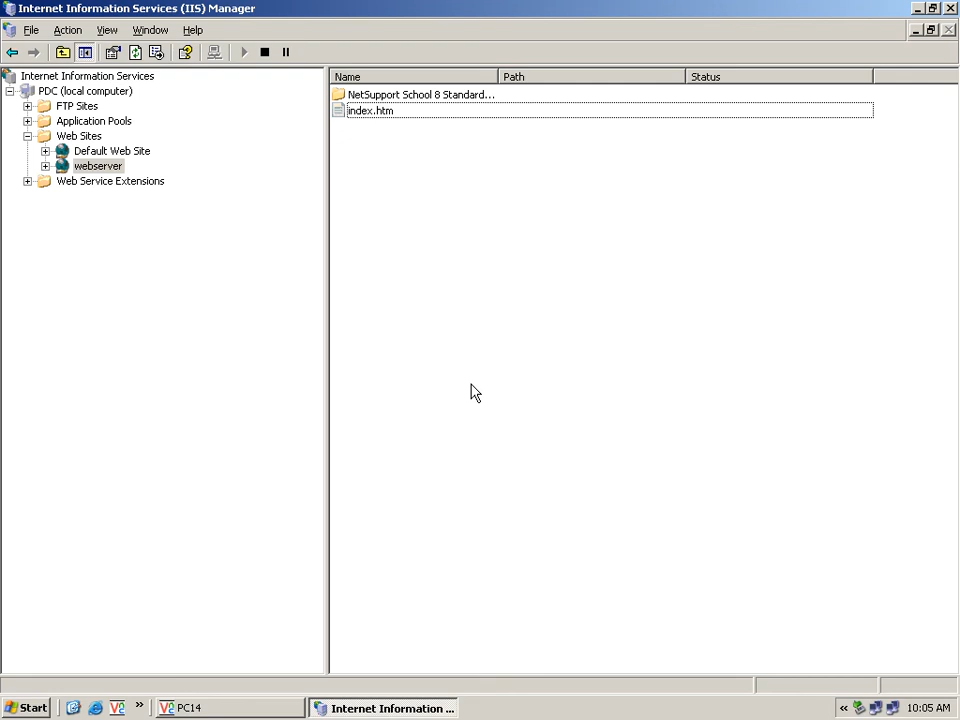 Internet Information Services (IIS) Manager
File Action View Window Help
Internet Information Services
PDC (local computer)
FTP Sites
Application Pools
Web Sites
Default Web Site
webserver
Web Service Extensions
Name Path Status
NetSupport School 8 Standard...
index.htm
Start » V2 PC14 Internet Information ... « 10:05 AM